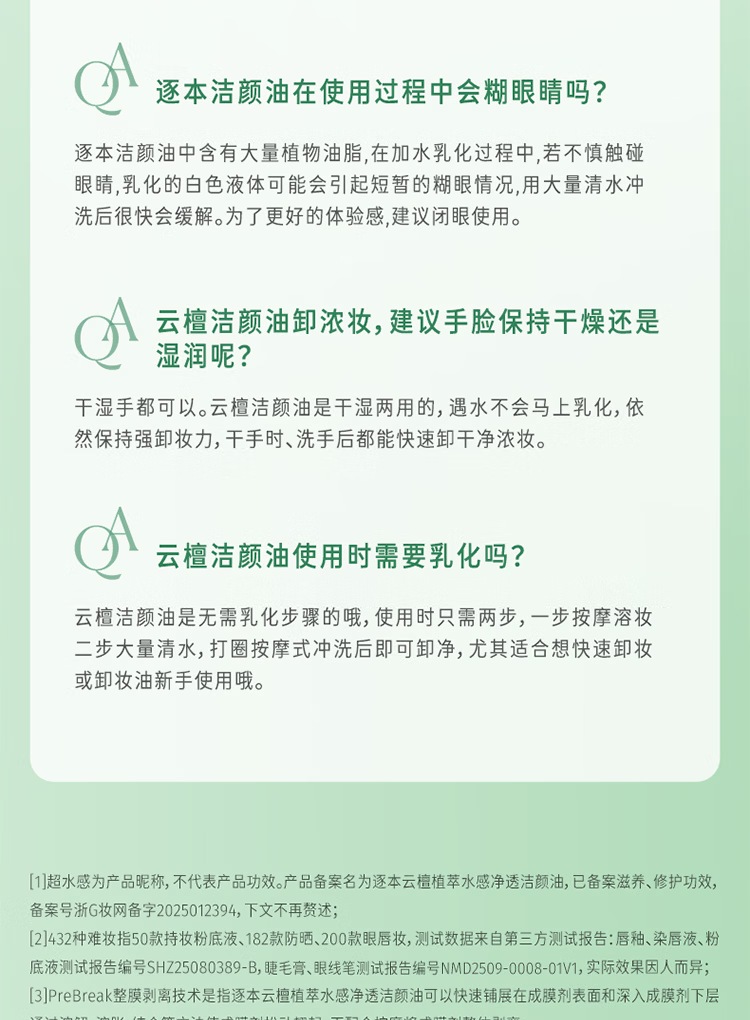 QA
逐本洁颜油在使用过程中会糊眼睛吗？
逐本洁颜油中含有大量植物油脂,在加水乳化过程中,若不慎触碰
眼睛,乳化的白色液体可能会引起短暂的糊眼情况,用大量清水冲
洗后很快会缓解。为了更好的体验感,建议闭眼使用。
QA
云檀洁颜油卸浓妆，建议手脸保持干燥还是
湿润呢？
干湿手都可以。云檀洁颜油是干湿两用的，遇水不会马上乳化，依
然保持强卸妆力，干手时、洗手后都能快速卸干净浓妆。
QA
云檀洁颜油使用时需要乳化吗？
云檀洁颜油是无需乳化步骤的哦，使用时只需两步，一步按摩溶妆
二步大量清水，打圈按摩式冲洗后即可卸净，尤其适合想快速卸妆
或卸妆油新手使用哦。
[1]超水感为产品昵称，不代表产品功效。产品备案名为逐本云檀植萃水感净透洁颜油，已备案滋养、修护功效，
备案号浙G妆网备字2025012394，下文不再赘述；
[2]432种难妆指50款持妆粉底液、182款防晒、200款眼唇妆，测试数据来自第三方测试报告：唇釉、染唇液、粉
底液测试报告编号SHZ25080389-B，睫毛膏、眼线笔测试报告编号NMD2509-0008-01V1，实际效果因人而异；
[3]PreBreak整膜剥离技术是指逐本云檀植萃水感净透洁颜油可以快速铺展在成膜剂表面和深入成膜剂下层